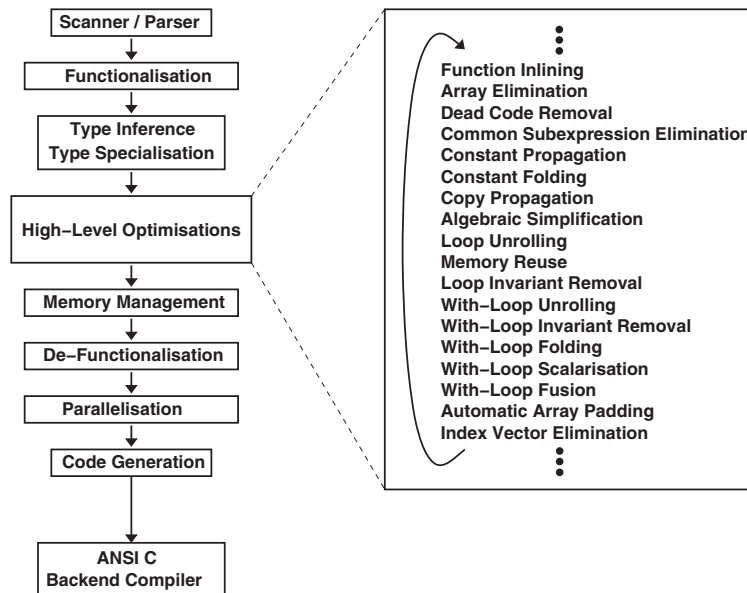 Scanner / Parser
Functionalisation
Type Inference
Type Specialisation
High-Level Optimisations
Memory Management
De-Functionalisation
Parallelisation
Code Generation
ANSI C
Backend Compiler
Function Inlining
Array Elimination
Dead Code Removal
Common Subexpression Elimination
Constant Propagation
Constant Folding
Copy Propagation
Algebraic Simplification
Loop Unrolling
Memory Reuse
Loop Invariant Removal
With-Loop Unrolling
With-Loop Invariant Removal
With-Loop Folding
With-Loop Scalarisation
With-Loop Fusion
Automatic Array Padding
Index Vector Elimination